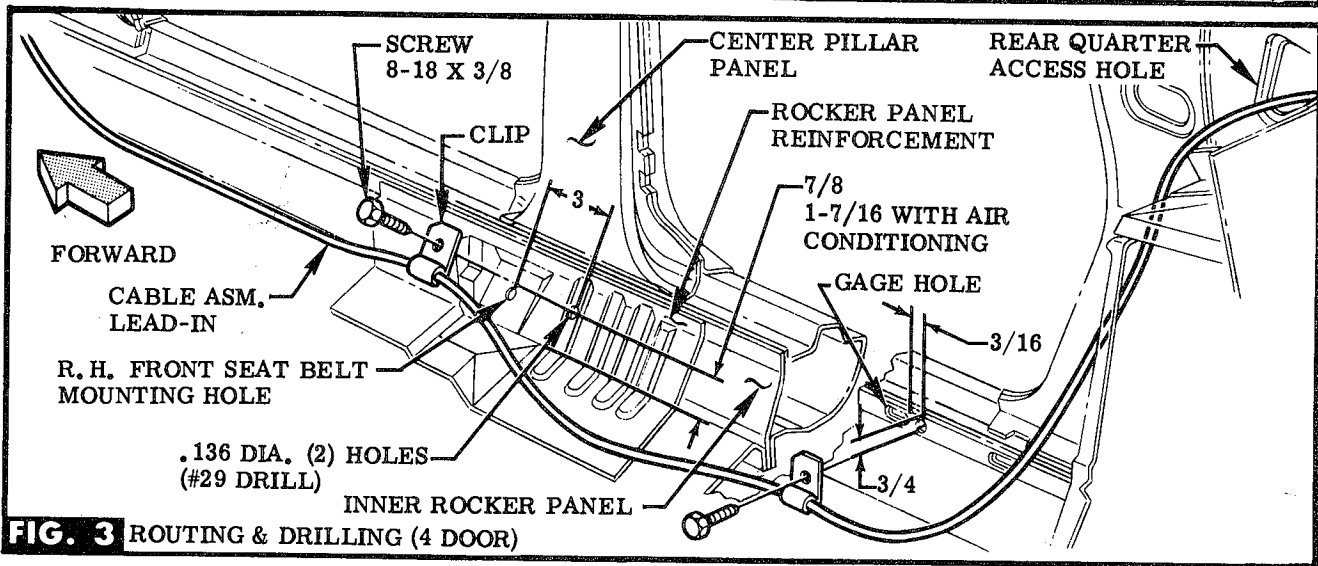 SCREW
8-18 X 3/8
CENTER PILLAR
PANEL
REAR QUARTER
ACCESS HOLE
CLIP
ROCKER PANEL
REINFORCEMENT
3
7/8
1-7/16 WITH AIR
CONDITIONING
FORWARD
GAGE HOLE
CABLE ASM.
LEAD-IN
3/16
R.H. FRONT SEAT BELT
MOUNTING HOLE
.136 DIA. (2) HOLES
(#29 DRILL)
3/4
INNER ROCKER PANEL
FIG. 3 ROUTING & DRILLING (4 DOOR)